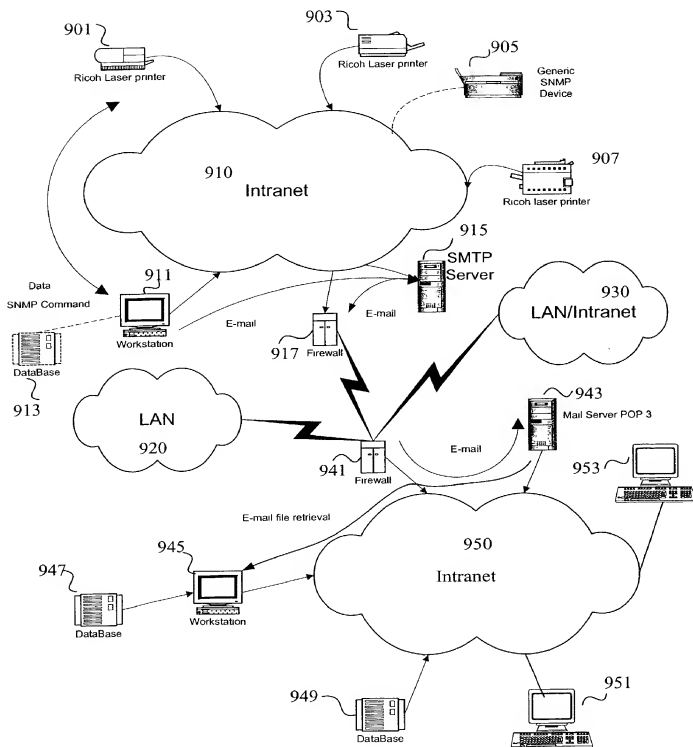 901
Ricoh Laser printer
903
Ricoh Laser printer
905
Generic
SNMP
Device
907
Ricoh laser printer
910
Intranet
915
SMTP
Server
911
Data
SNMP Command
Workstation
E-mail
E-mail
917
Firewall
930
LAN/Intranet
DataBase
913
LAN
920
943
Mail Server POP 3
E-mail
941
Firewall
953
E-mail file retrieval
945
950
Intranet
947
DataBase
Workstation
949
DataBase
951